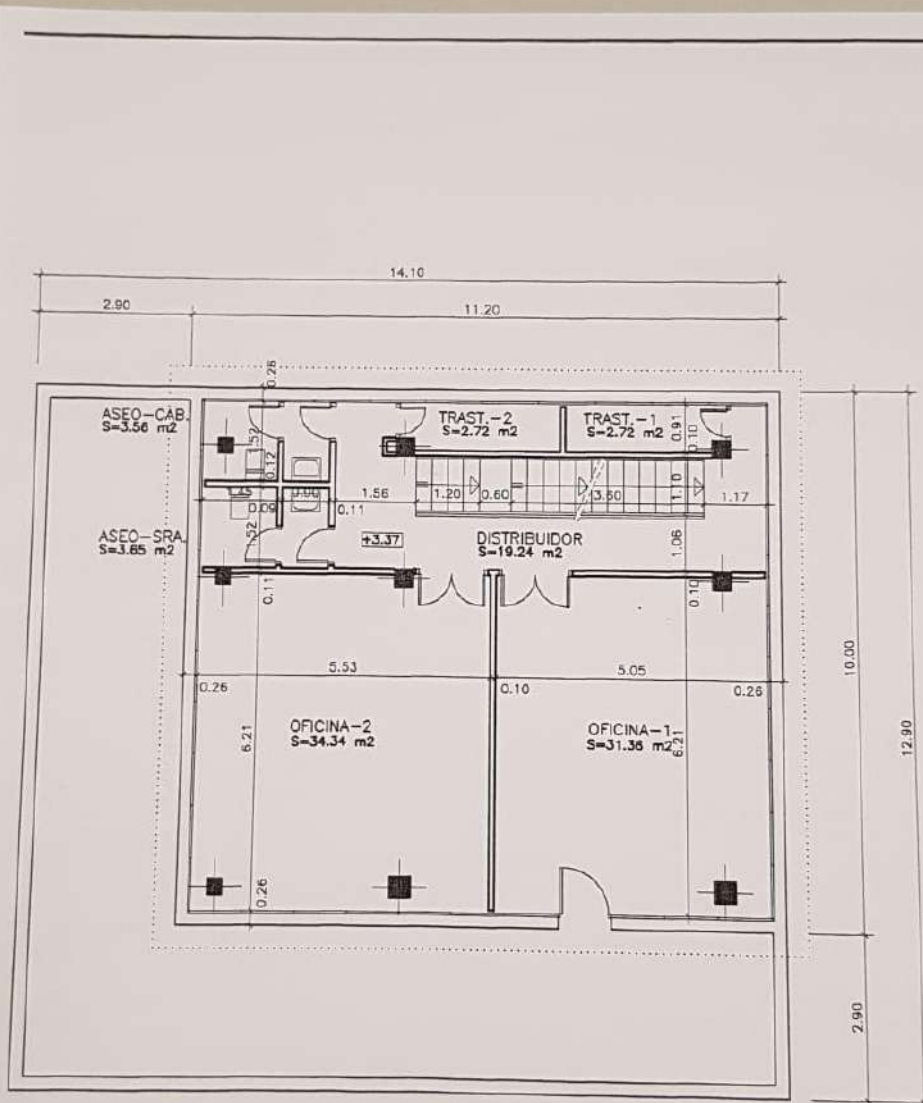 14.10
2.90
11.20
0.26
ASEO-CAB.
S=3.56 m2
TRAST.-2
S=2.72 m2
TRAST.-1
S=2.72 m2
0.91
0.10
.52
0.12
1.10
1.56
1.20
0.60
3.60
1.17
0.09
0.11
.52
ASEO-SRA.
S=3.65 m2
+3.37
DISTRIBUIDOR
S=19.24 m2
1.06
0.11
0.10
5.53
5.05
0.26
0.10
0.26
10.00
12.90
OFICINA-2
S=34.34 m2
6.21
OFICINA-1
S=31.36 m2
6.21
0.26
2.90